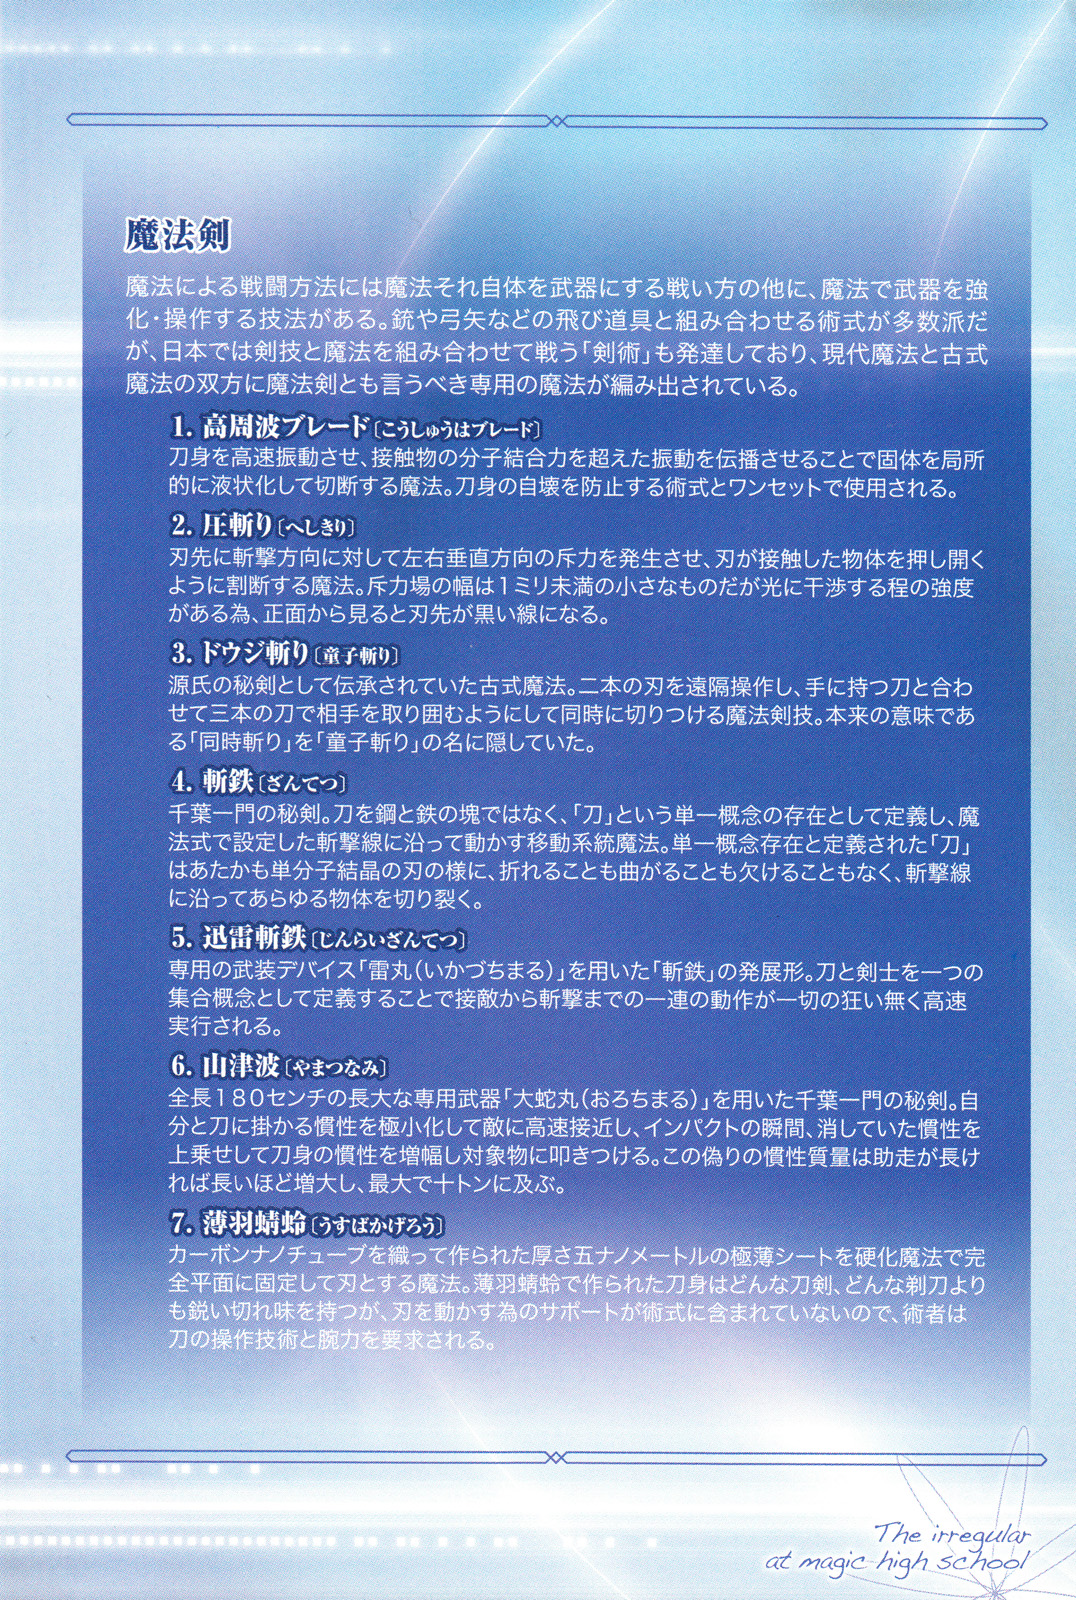 魔法剣
魔法による戦闘方法には魔法それ自体を武器にする戦い方の他に、魔法で武器を強
化・操作する技法がある。銃や弓矢などの飛び道具と組み合わせる術式が多数派だ
が、日本では剣技と魔法を組み合わせて戦う「剣術」も発達しており、現代魔法と古式
魔法の双方に魔法剣とも言うべき専用の魔法が編み出されている。
1. 高周波ブレード〔こうしゅうはブレード〕
刀身を高速振動させ、接触物の分子結合力を超えた振動を伝播させることで固体を局所
的に液状化して切断する魔法。刀身の自壊を防止する術式とワンセットで使用される。
2. 圧斬り〔へしきり〕
刃先に斬撃方向に対して左右垂直方向の斥力を発生させ、刃が接触した物体を押し開く
ように割断する魔法。斥力場の幅は1ミリ未満の小さなものだが光に干渉する程の強度
がある為、正面から見ると刃先が黒い線になる。
3. ドウジ斬り〔童子斬り〕
源氏の秘剣として伝承されていた古式魔法。二本の刃を遠隔操作し、手に持つ刀と合わ
せて三本の刀で相手を取り囲むようにして同時に切りつける魔法剣技。本来の意味であ
る「同時斬り」を「童子斬り」の名に隠していた。
4. 斬鉄〔ざんてつ〕
千葉一門の秘剣。刀を鋼と鉄の塊ではなく、「刀」という単一概念の存在として定義し、魔
法式で設定した斬撃線に沿って動かす移動系統魔法。単一概念存在と定義された「刀」
はあたかも単分子結晶の刃の様に、折れることも曲がることも欠けることもなく、斬撃線
に沿ってあらゆる物体を切り裂く。
5. 迅雷斬鉄〔じんらいざんてつ〕
専用の武装デバイス「雷丸（いかづちまる）」を用いた「斬鉄」の発展形。刀と剣士を一つの
集合概念として定義することで接敵から斬撃までの一連の動作が一切の狂い無く高速
実行される。
6. 山津波〔やまつなみ〕
全長180センチの長大な専用武器「大蛇丸（おろちまる）」を用いた千葉一門の秘剣。自
分と刀に掛かる慣性を極小化して敵に高速接近し、インパクトの瞬間、消していた慣性を
上乗せして刀身の慣性を増幅し対象物に叩きつける。この偽りの慣性質量は助走が長け
れば長いほど増大し、最大で十トンに及ぶ。
7. 薄羽蜻蛉〔うすばかげろう〕
カーボンナノチューブを織って作られた厚さ五ナノメートルの極薄シートを硬化魔法で完
全平面に固定して刃とする魔法。薄羽蜻蛉で作られた刀身はどんな刀剣、どんな剃刀より
も鋭い切れ味を持つが、刃を動かす為のサポートが術式に含まれていないので、術者は
刀の操作技術と腕力を要求される。
The irregular
at magic high school